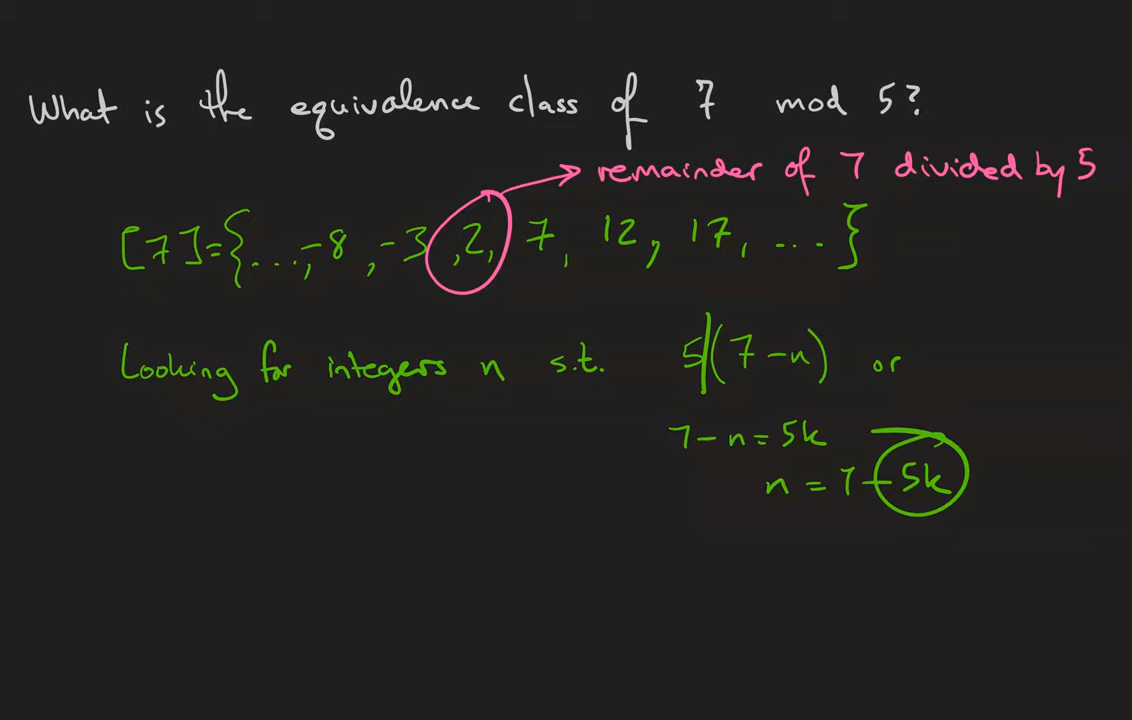 What is the equivalence class of 7 mod 5?
remainder of 7 divided by 5
[7]={...,-8,-3,2,7,12,17,...}
Looking for integers n s.t. 5|(7-n) or
7-n=5k
n=7-5k